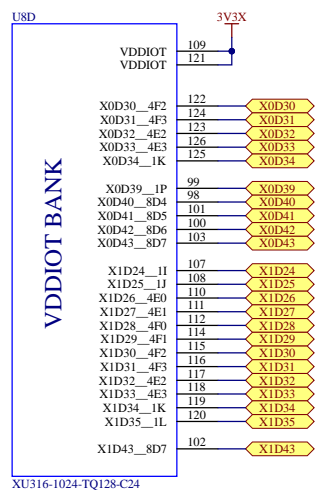 U8D
3V3X
VDDIOT 109
VDDIOT 121
X0D30__4F2 122 X0D30
X0D31__4F3 124 X0D31
X0D32__4E2 123 X0D32
X0D33__4E3 126 X0D33
X0D34__1K 125 X0D34
X0D39__1P 99 X0D39
X0D40__8D4 98 X0D40
X0D41__8D5 101 X0D41
X0D42__8D6 100 X0D42
X0D43__8D7 103 X0D43
VDDIOT BANK
X1D24__1I 107 X1D24
X1D25__1J 108 X1D25
X1D26__4E0 110 X1D26
X1D27__4E1 111 X1D27
X1D28__4F0 112 X1D28
X1D29__4F1 114 X1D29
X1D30__4F2 115 X1D30
X1D31__4F3 116 X1D31
X1D32__4E2 117 X1D32
X1D33__4E3 118 X1D33
X1D34__1K 119 X1D34
X1D35__1L 120 X1D35
X1D43__8D7 102 X1D43
XU316-1024-TQ128-C24